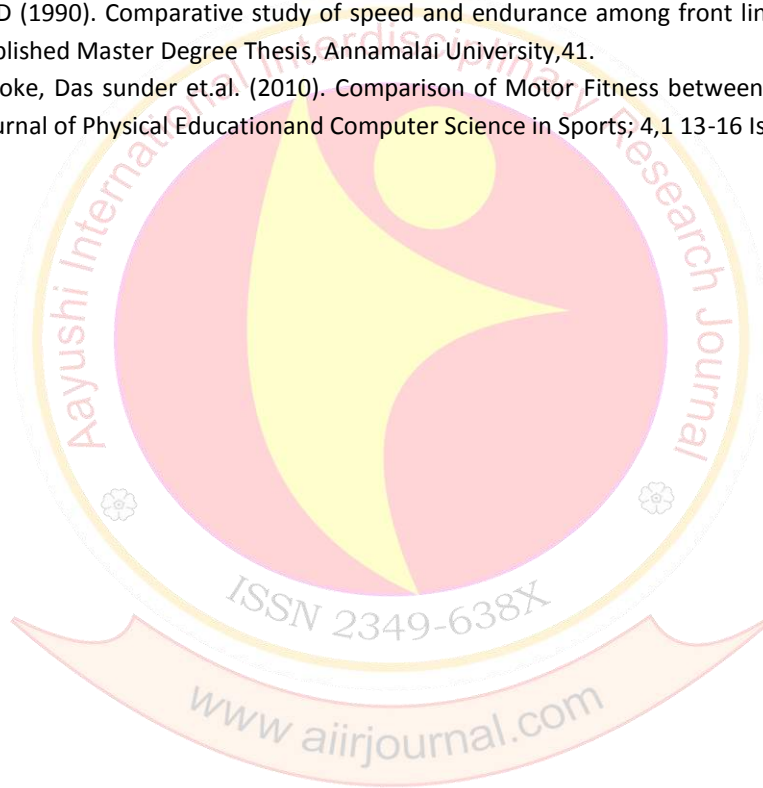 D (1990). Comparative study of speed and endurance among front lin
blished Master Degree Thesis, Annamalai University,41.
oke, Das sunder et.al. (2010). Comparison of Motor Fitness between
urnal of Physical Educationand Computer Science in Sports; 4,1 13-16 Is
Aayushi International Interdisciplinary Research Journal
ISSN 2349-638X
www aiirjournal.com